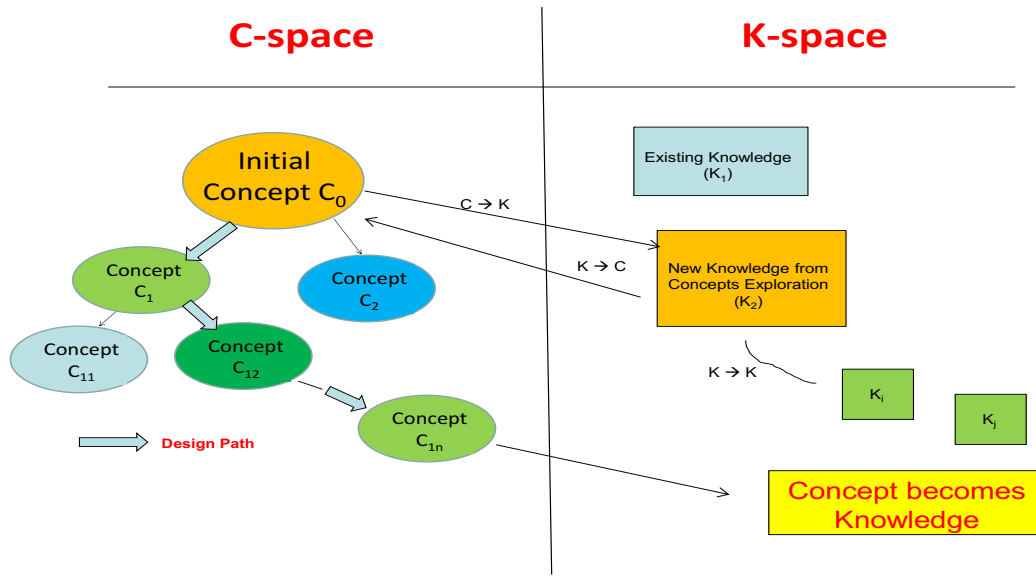 C-space
K-space
Initial
Concept C₀
Existing Knowledge
(K₁)
C → K
K → C
New Knowledge from
Concepts Exploration
(K₂)
Concept
C₁
Concept
C₂
Concept
C₁₁
Concept
C₁₂
K → K
Kᵢ
Kⱼ
Concept
C₁ₙ
Design Path
Concept becomes
Knowledge